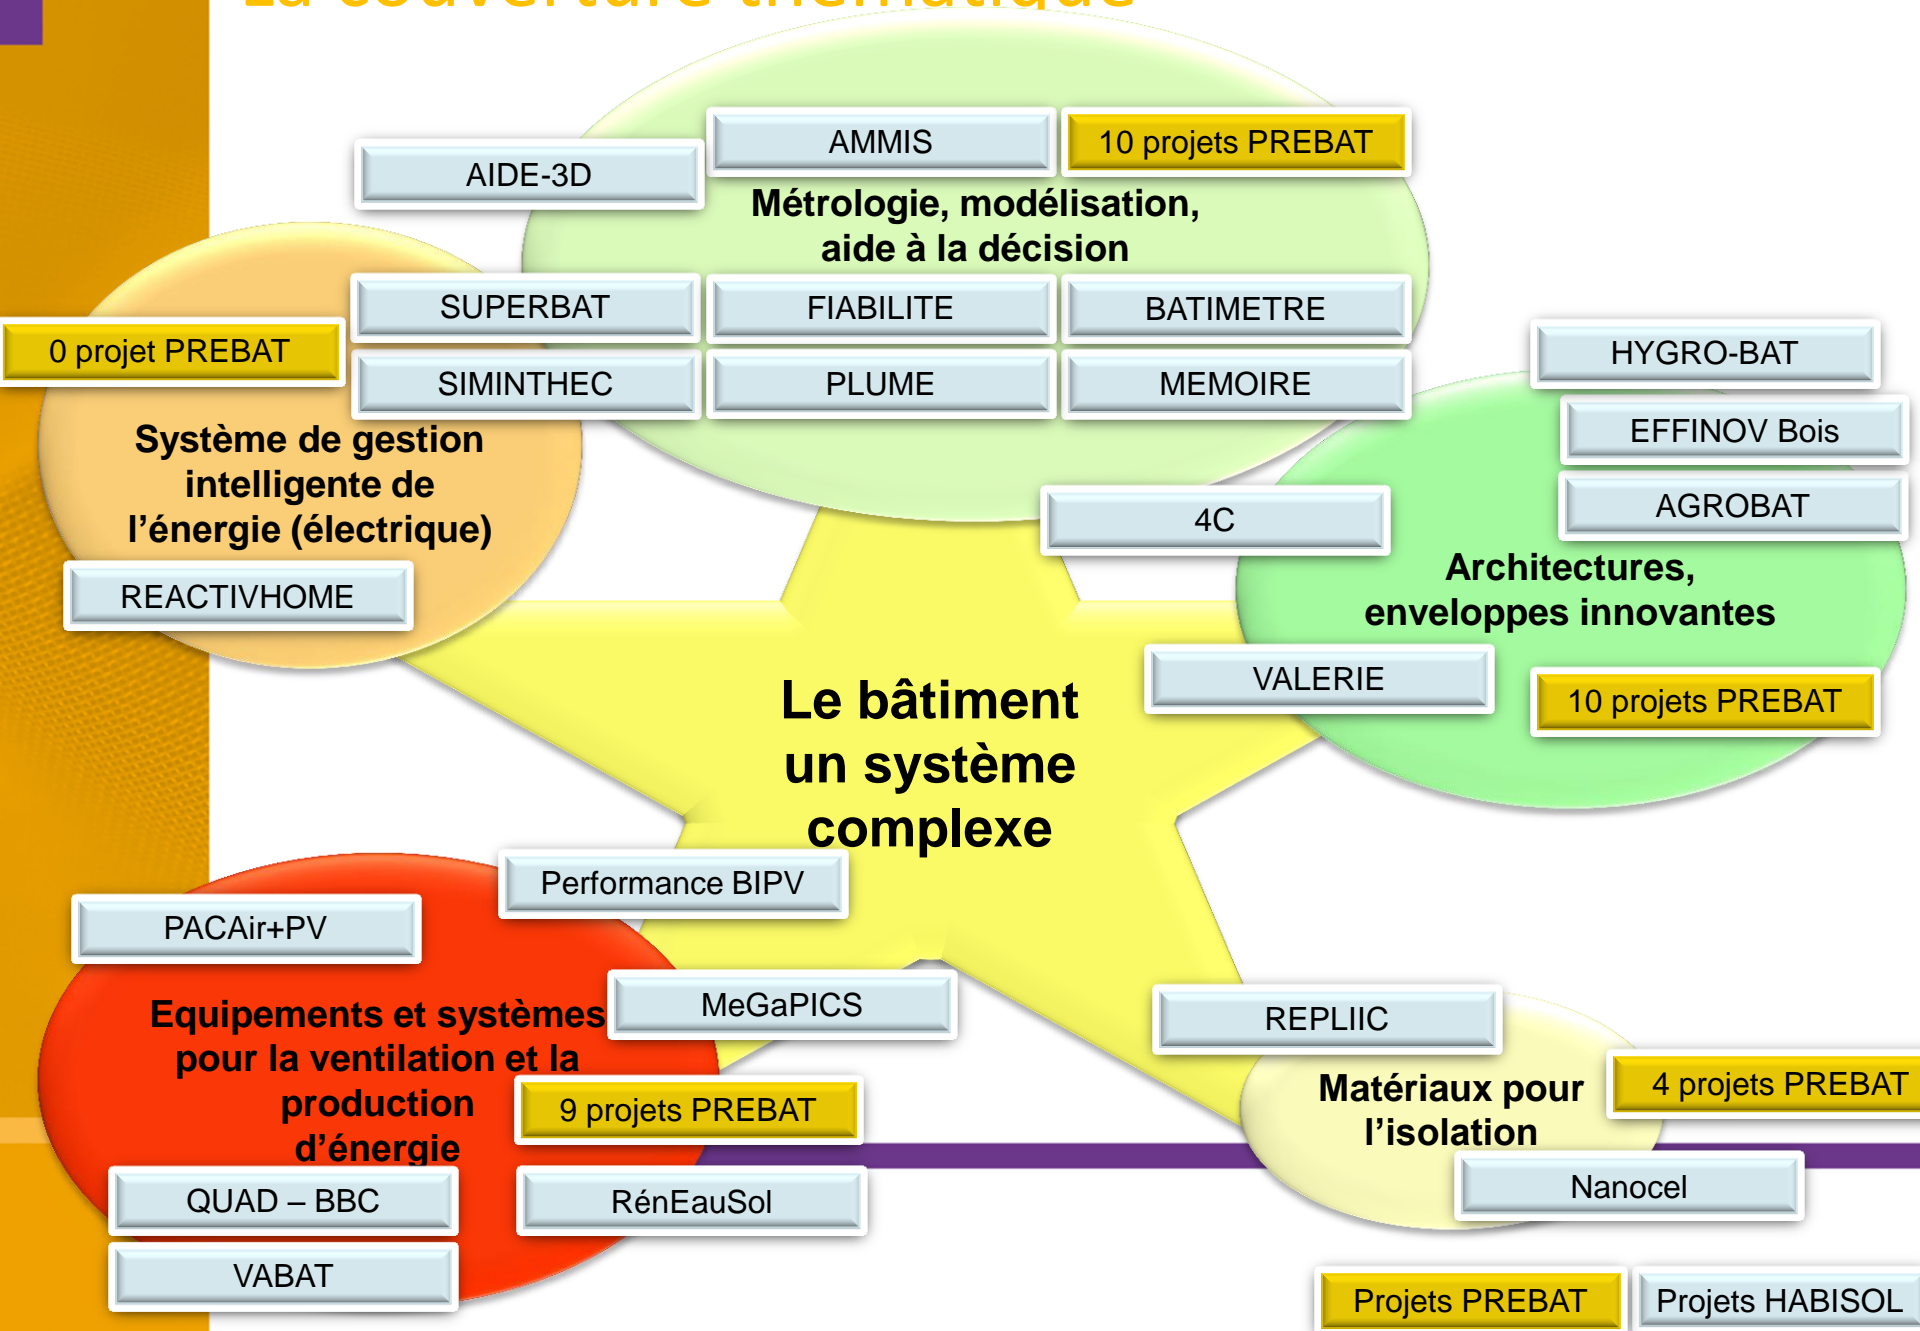 La couverture thématique
AMMIS
10 projets PREBAT
AIDE-3D
Métrologie, modélisation,
aide à la décision
SUPERBAT
FIABILITE
BATIMETRE
SIMINTHEC
PLUME
MEMOIRE
0 projet PREBAT
Système de gestion
intelligente de
l’énergie (électrique)
REACTIVHOME
HYGRO-BAT
EFFINOV Bois
AGROBAT
4C
Architectures,
enveloppes innovantes
VALERIE
10 projets PREBAT
Le bâtiment
un système
complexe
Performance BIPV
PACAir+PV
MeGaPICS
Equipements et systèmes
pour la ventilation et la
production
d’énergie
9 projets PREBAT
QUAD – BBC
RénEauSol
VABAT
REPLIIC
Matériaux pour
l’isolation
4 projets PREBAT
Nanocel
Projets PREBAT
Projets HABISOL